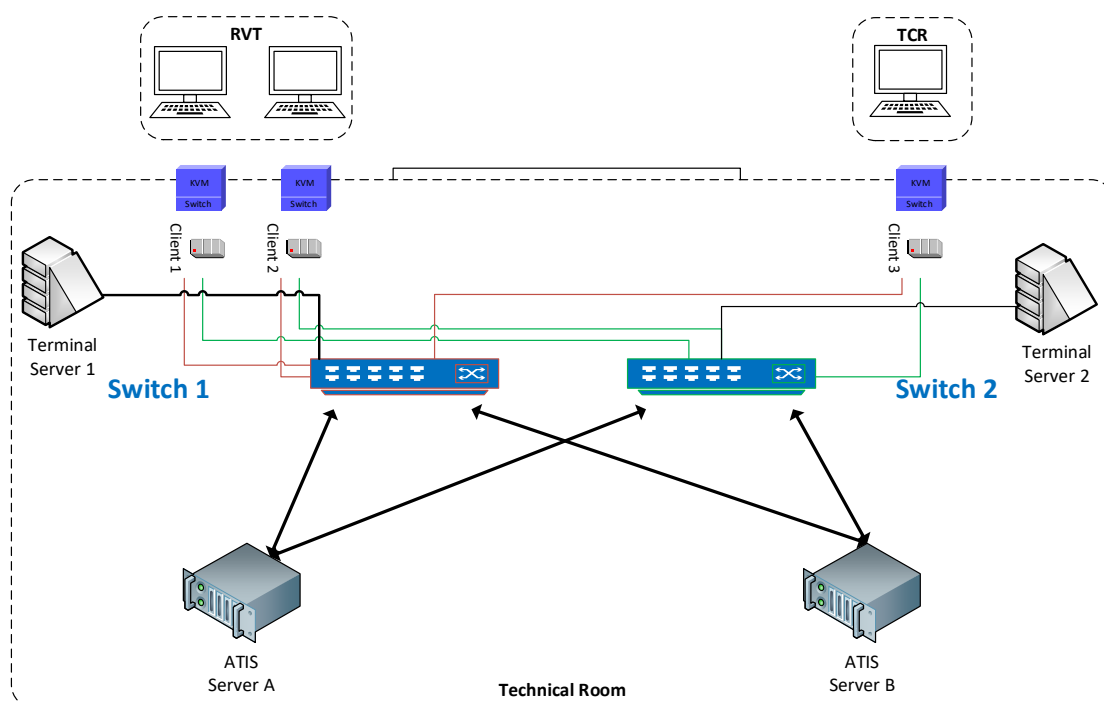 RVT
TCR
KVM
Switch
KVM
Switch
KVM
Switch
Client 1
Client 2
Client 3
Terminal
Server 1
Terminal
Server 2
Switch 1
Switch 2
ATIS
Server A
ATIS
Server B
Technical Room